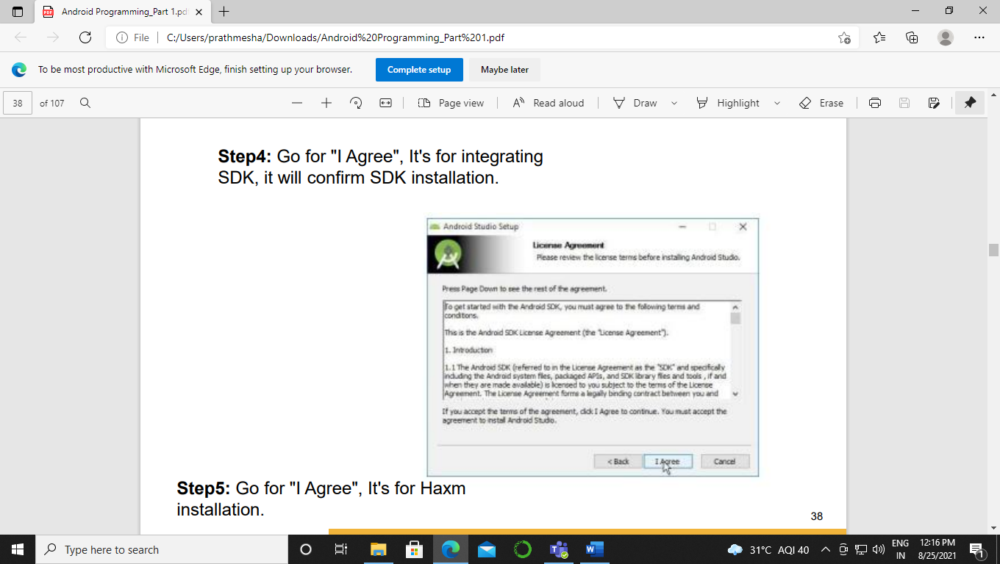 Android Programming_Part 1.pd
File
C:/Users/prathmesha/Downloads/Android%20Programming_Part%201.pdf
To be most productive with Microsoft Edge, finish setting up your browser.
Complete setup
Maybe later
38
of 107
Page view
Read aloud
Draw
Highlight
Erase
Step4: Go for "I Agree", It's for integrating
SDK, it will confirm SDK installation.
Android Studio Setup
License Agreement
Please review the license terms before installing Android Studio.
Press Page Down to see the rest of the agreement.
To get started with the Android SDK, you must agree to the following terms and
conditions.
This is the Android SDK License Agreement (the "License Agreement").
1. Introduction
1.1 The Android SDK (referred to in the License Agreement as the "SDK" and specifically
including the Android system files, packaged APIs, and SDK library files and tools , if and
when they are made available) is licensed to you subject to the terms of the License
Agreement. The License Agreement forms a legally binding contract between you and
If you accept the terms of the agreement, click I Agree to continue. You must accept the
agreement to install Android Studio.
< Back
I Agree
Cancel
Step5: Go for "I Agree", It's for Haxm
installation.
38
Type here to search
31°C AQI 40
ENG
IN
12:16 PM
8/25/2021
1